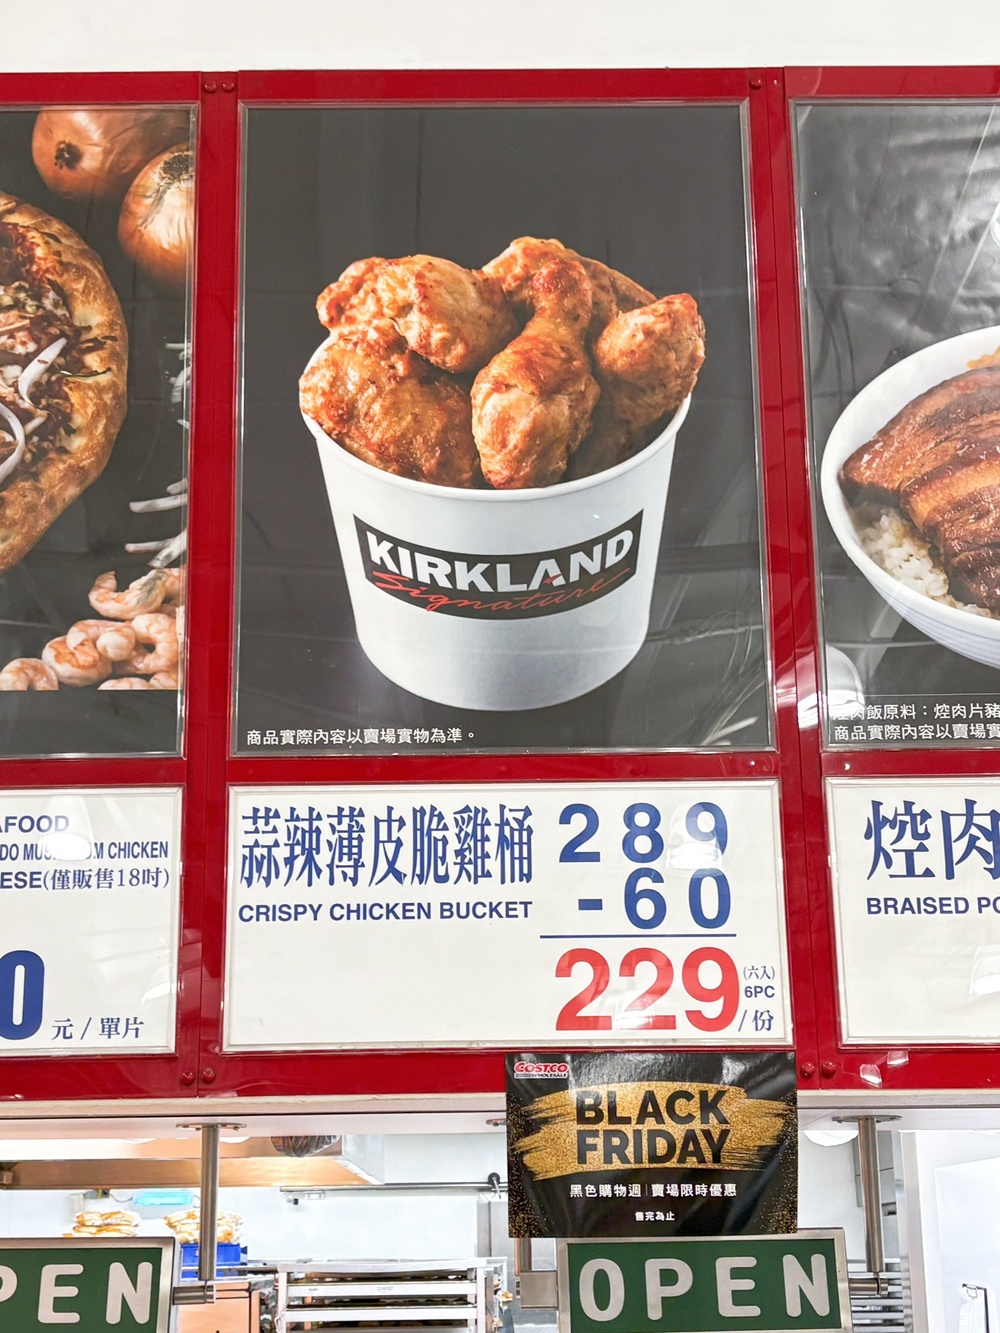 KIRKLAND
Signature
商品實際內容以賣場實物為準。
肉飯原料：焢肉片豬
商品實際內容以賣場實
AFOOD
CHICKEN
ESE(僅販售18吋)
0 元 / 單片
蒜辣薄皮脆雞桶
CRISPY CHICKEN BUCKET
289
-60
229
(六入)
6PC
/份
焢肉
BRAISED PO
COSTCO
WHOLESALE
BLACK
FRIDAY
黑色購物週 | 賣場限時優惠
售完為止
PEN
OPEN